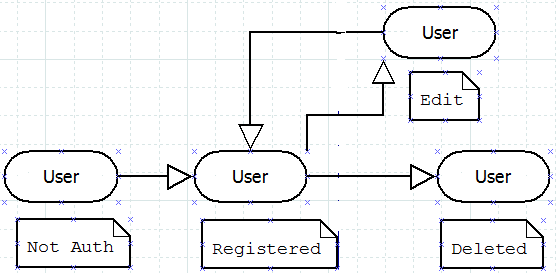 User
Edit
User
User
User
Not Auth
Registered
Deleted